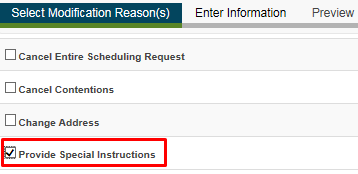 Select Modification Reason(s) Enter Information Preview
Cancel Entire Scheduling Request
Cancel Contentions
Change Address
Provide Special Instructions